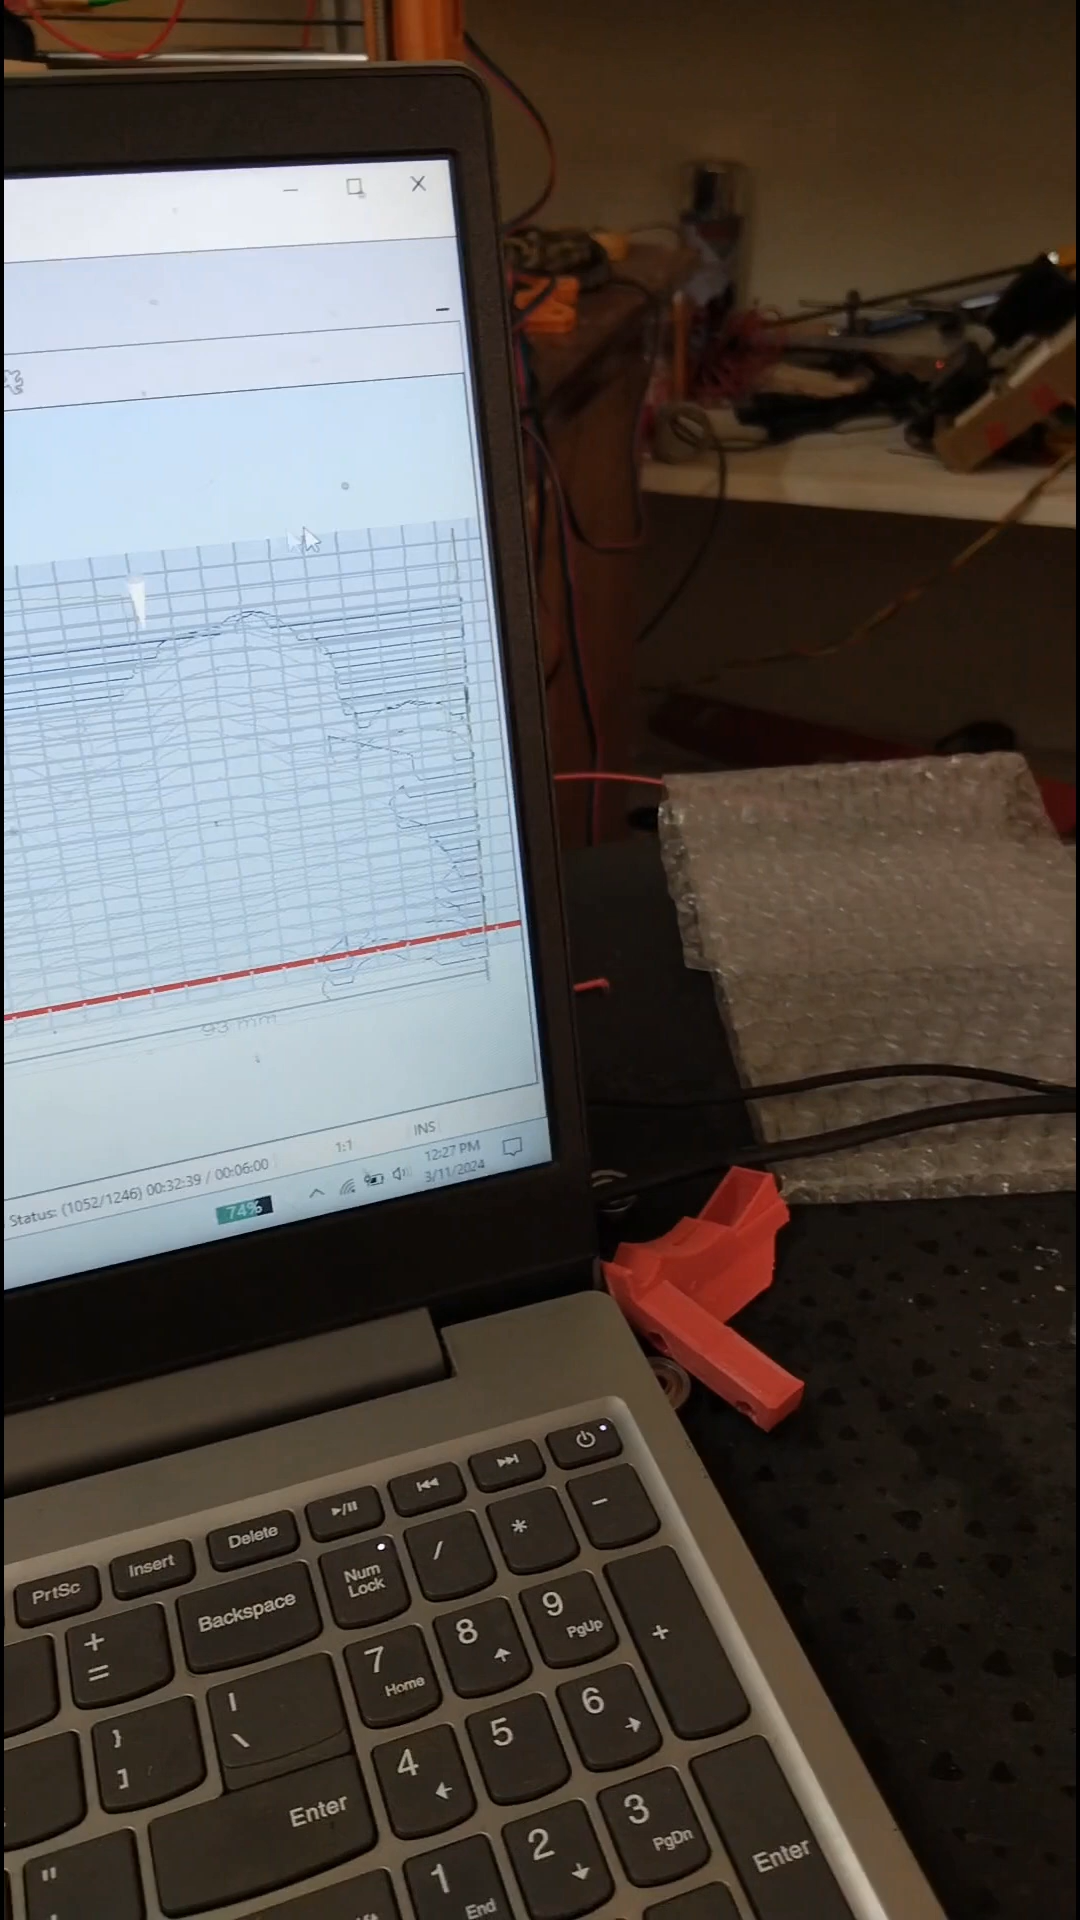 93 mm
1:1
INS
Status: (1052/1246) 00:32:39 / 00:06:00
74%
12:27 PM
3/11/2024
PrtSc
Insert
Delete
Num
Lock
/
*
-
+
=
Backspace
7
Home
8
9
PgUp
+
}
]
|
\
4
5
6
Enter
1
End
2
3
PgDn
Enter
"
'